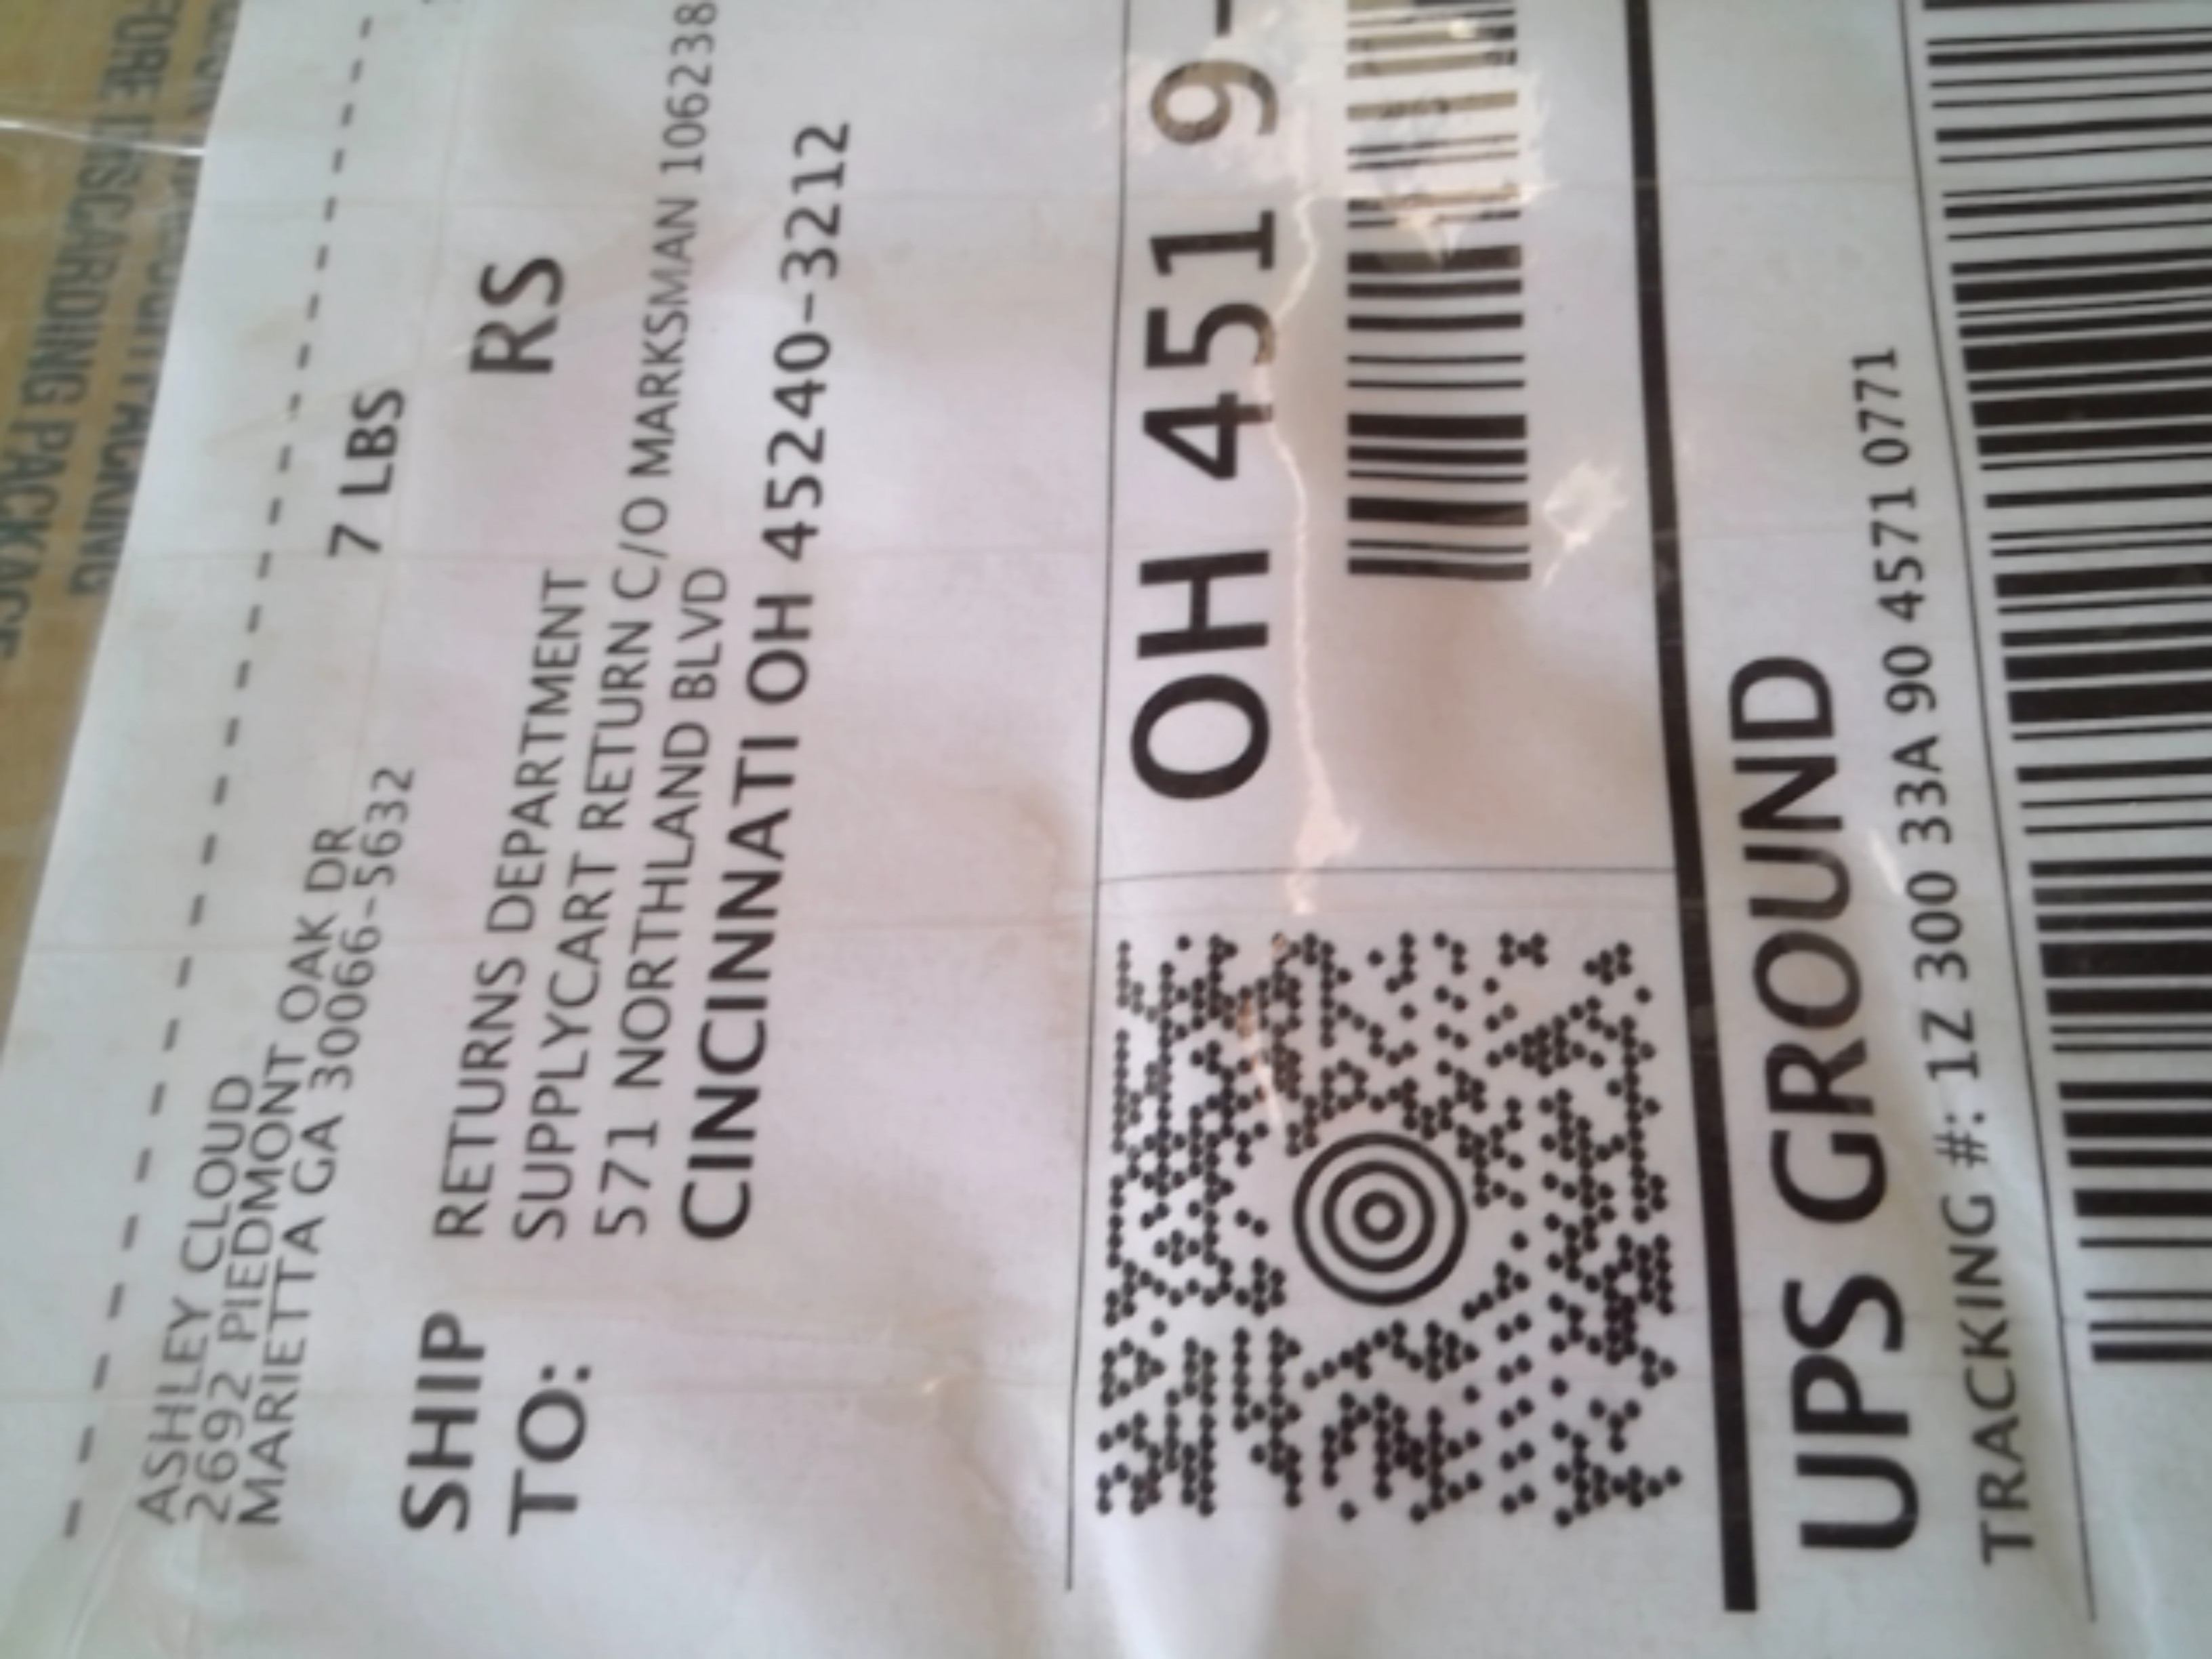 ASHLEY CLOUD
2692 PIEDMONT OAK DR
MARIETTA GA 30066-5632
7 LBS
RS
SHIP
TO:
RETURNS DEPARTMENT
SUPPLYCART RETURN C/O MARKSMAN 106238
571 NORTHLAND BLVD
CINCINNATI OH 45240-3212
OH 451 9-
UPS GROUND
TRACKING #: 1Z 300 33A 90 4571 0771
DISCARDING PACKAGE